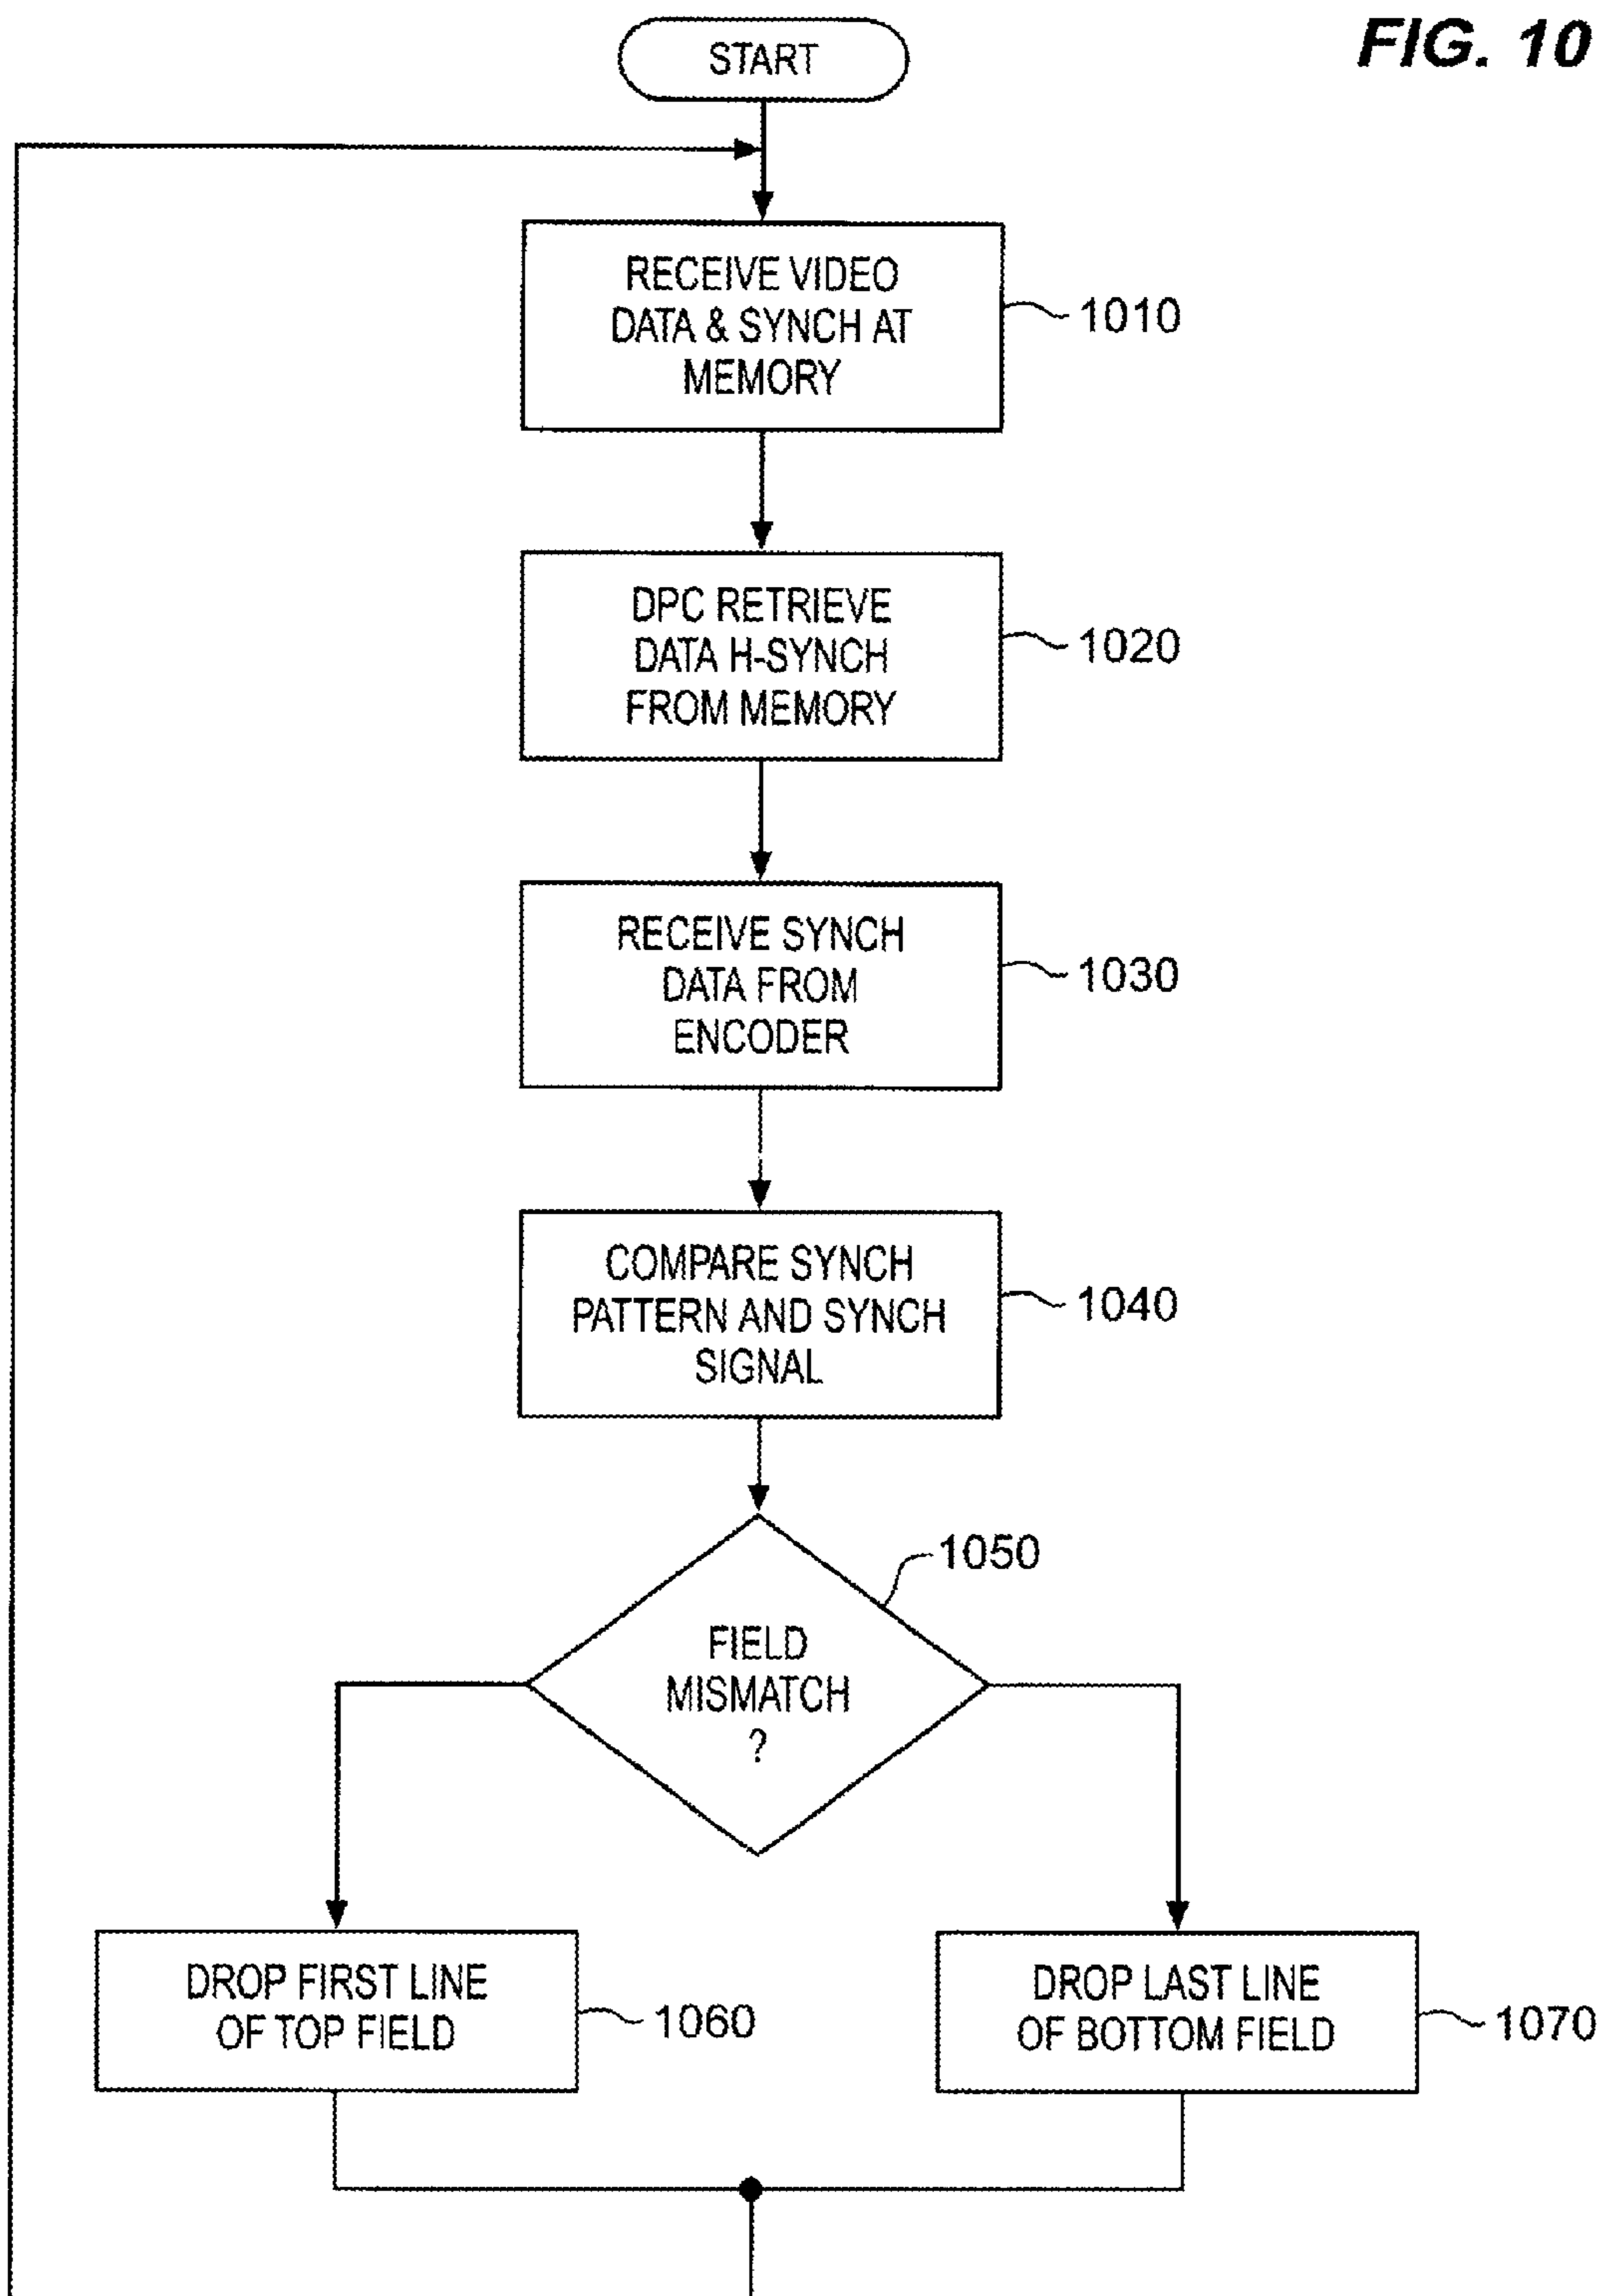 FIG. 10
START
RECEIVE VIDEO
DATA & SYNCH AT
MEMORY
1010
DPC RETRIEVE
DATA H-SYNCH
FROM MEMORY
1020
RECEIVE SYNCH
DATA FROM
ENCODER
1030
COMPARE SYNCH
PATTERN AND SYNCH
SIGNAL
1040
1050
FIELD
MISMATCH
?
DROP FIRST LINE
OF TOP FIELD
1060
DROP LAST LINE
OF BOTTOM FIELD
1070